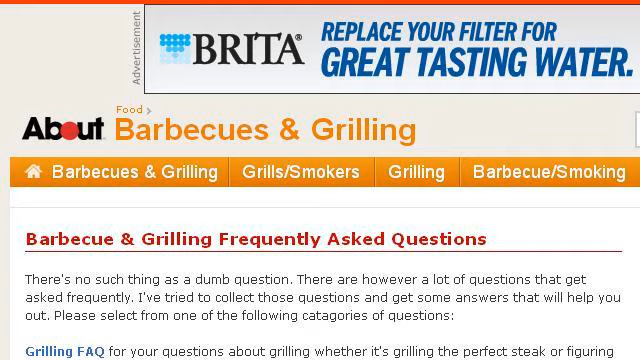 Advertisement
BRITA®
REPLACE YOUR FILTER FOR
GREAT TASTING WATER.
Food
About Barbecues & Grilling
Barbecues & Grilling Grills/Smokers Grilling Barbecue/Smoking
Barbecue & Grilling Frequently Asked Questions
There's no such thing as a dumb question. There are however a lot of questions that get
asked frequently. I've tried to collect those questions and get some answers that will help you
out. Please select from one of the following catagories of questions:
Grilling FAQ for your questions about grilling whether it's grilling the perfect steak or figuring